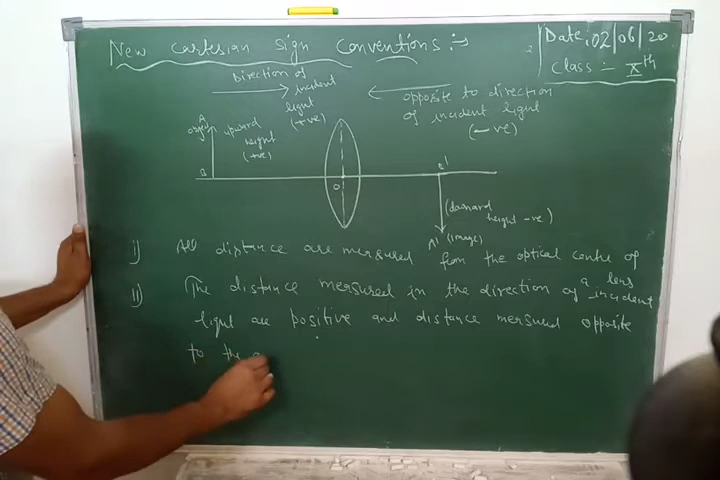 New Cartesian Sign Conventions :-
Date: 02/06/20
Class :- Xth
Direction of
incident
light
(+ve)
opposite to direction
of incident light
(-ve)
A
object
upward
height
(+ve)
B
O
B'
(downward
height -ve)
A' (image)
i) All distance are measured from the optical centre of
a lens
ii) The distance measured in the direction of incident
light are positive and distance measured opposite
to the